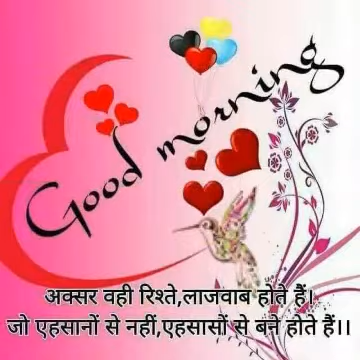 Good morning
अक्सर वही रिश्ते,लाजवाब होते हैं।
जो एहसानों से नहीं,एहसासों से बने होते हैं।।